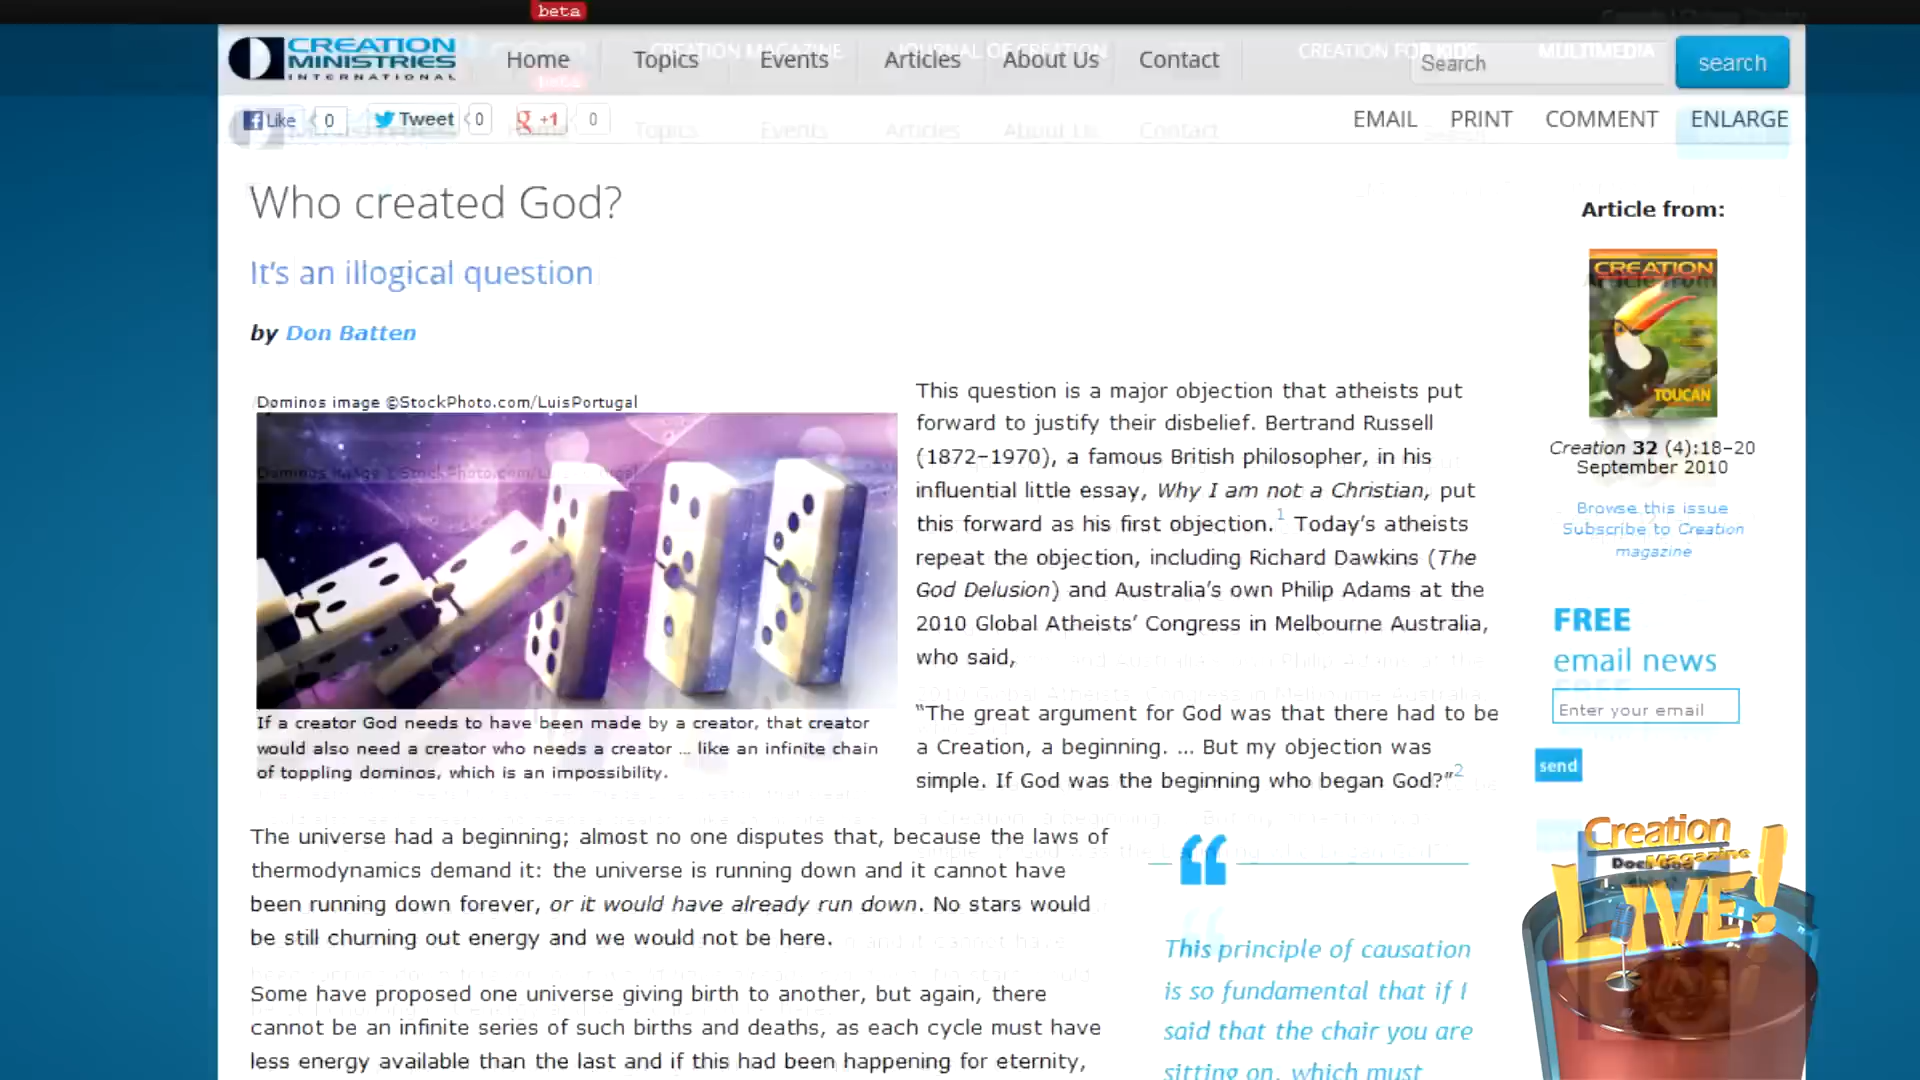 beta
CREATION
MINISTRIES
INTERNATIONAL
Home
Topics
Events
Articles
About Us
Contact
CREATION MAGAZINE
JOURNAL OF CREATION
CREATION FOR KIDS
MULTIMEDIA
Search
search
Like
0
Tweet
0
+1
0
EMAIL
PRINT
COMMENT
ENLARGE
Who created God?
It's an illogical question
by Don Batten
Dominos image ©StockPhoto.com/LuisPortugal
If a creator God needs to have been made by a creator, that creator
would also need a creator who needs a creator … like an infinite chain
of toppling dominos, which is an impossibility.
This question is a major objection that atheists put
forward to justify their disbelief. Bertrand Russell
(1872–1970), a famous British philosopher, in his
influential little essay, Why I am not a Christian, put
this forward as his first objection.1 Today's atheists
repeat the objection, including Richard Dawkins (The
God Delusion) and Australia's own Philip Adams at the
2010 Global Atheists' Congress in Melbourne Australia,
who said,
“The great argument for God was that there had to be
a Creation, a beginning. … But my objection was
simple. If God was the beginning who began God?”2
The universe had a beginning; almost no one disputes that, because the laws of
thermodynamics demand it: the universe is running down and it cannot have
been running down forever, or it would have already run down. No stars would
be still churning out energy and we would not be here.
Some have proposed one universe giving birth to another, but again, there
cannot be an infinite series of such births and deaths, as each cycle must have
less energy available than the last and if this had been happening for eternity,
“
This principle of causation
is so fundamental that if I
said that the chair you are
sitting on, which must
Article from:
CREATION
TOUCAN
Creation 32 (4):18–20
September 2010
Browse this issue
Subscribe to Creation
magazine
FREE
email news
Enter your email
send
Creation
Magazine
LIVE!